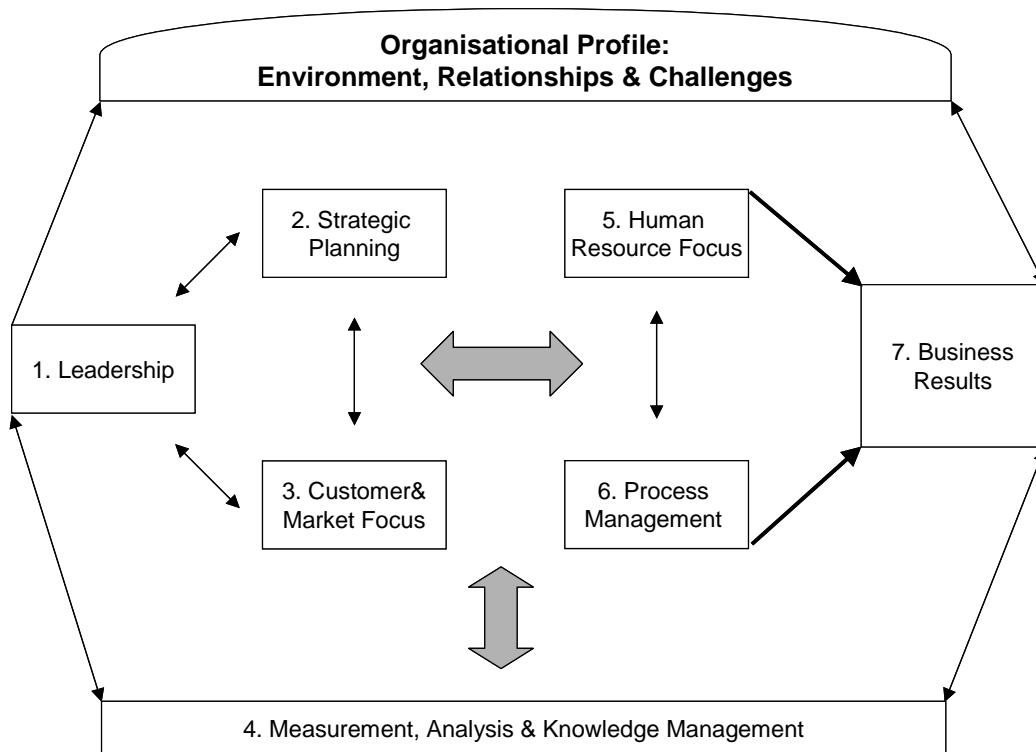 Organisational Profile:
Environment, Relationships & Challenges
2. Strategic
Planning
5. Human
Resource Focus
1. Leadership
7. Business
Results
3. Customer&
Market Focus
6. Process
Management
4. Measurement, Analysis & Knowledge Management